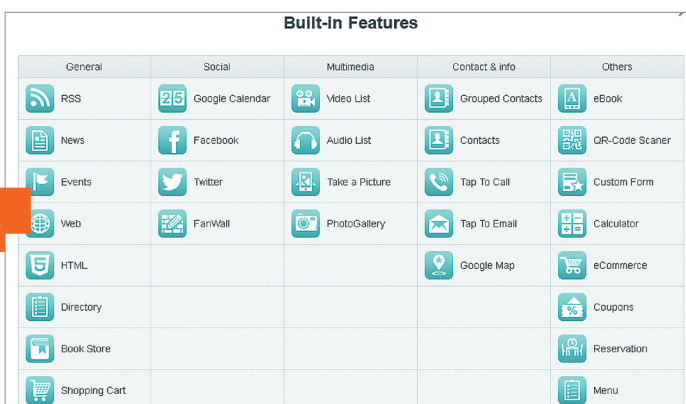 Built-in Features
General Social Multimedia Contact & info Others
RSS 25 Google Calendar Video List Grouped Contacts A eBook
News Facebook Audio List Contacts QR-Code Scaner
Events Twitter Take a Picture Tap To Call Custom Form
Web FanWall PhotoGallery Tap To Email Calculator
HTML Google Map eCommerce
Directory Coupons
Book Store Reservation
Shopping Cart Menu